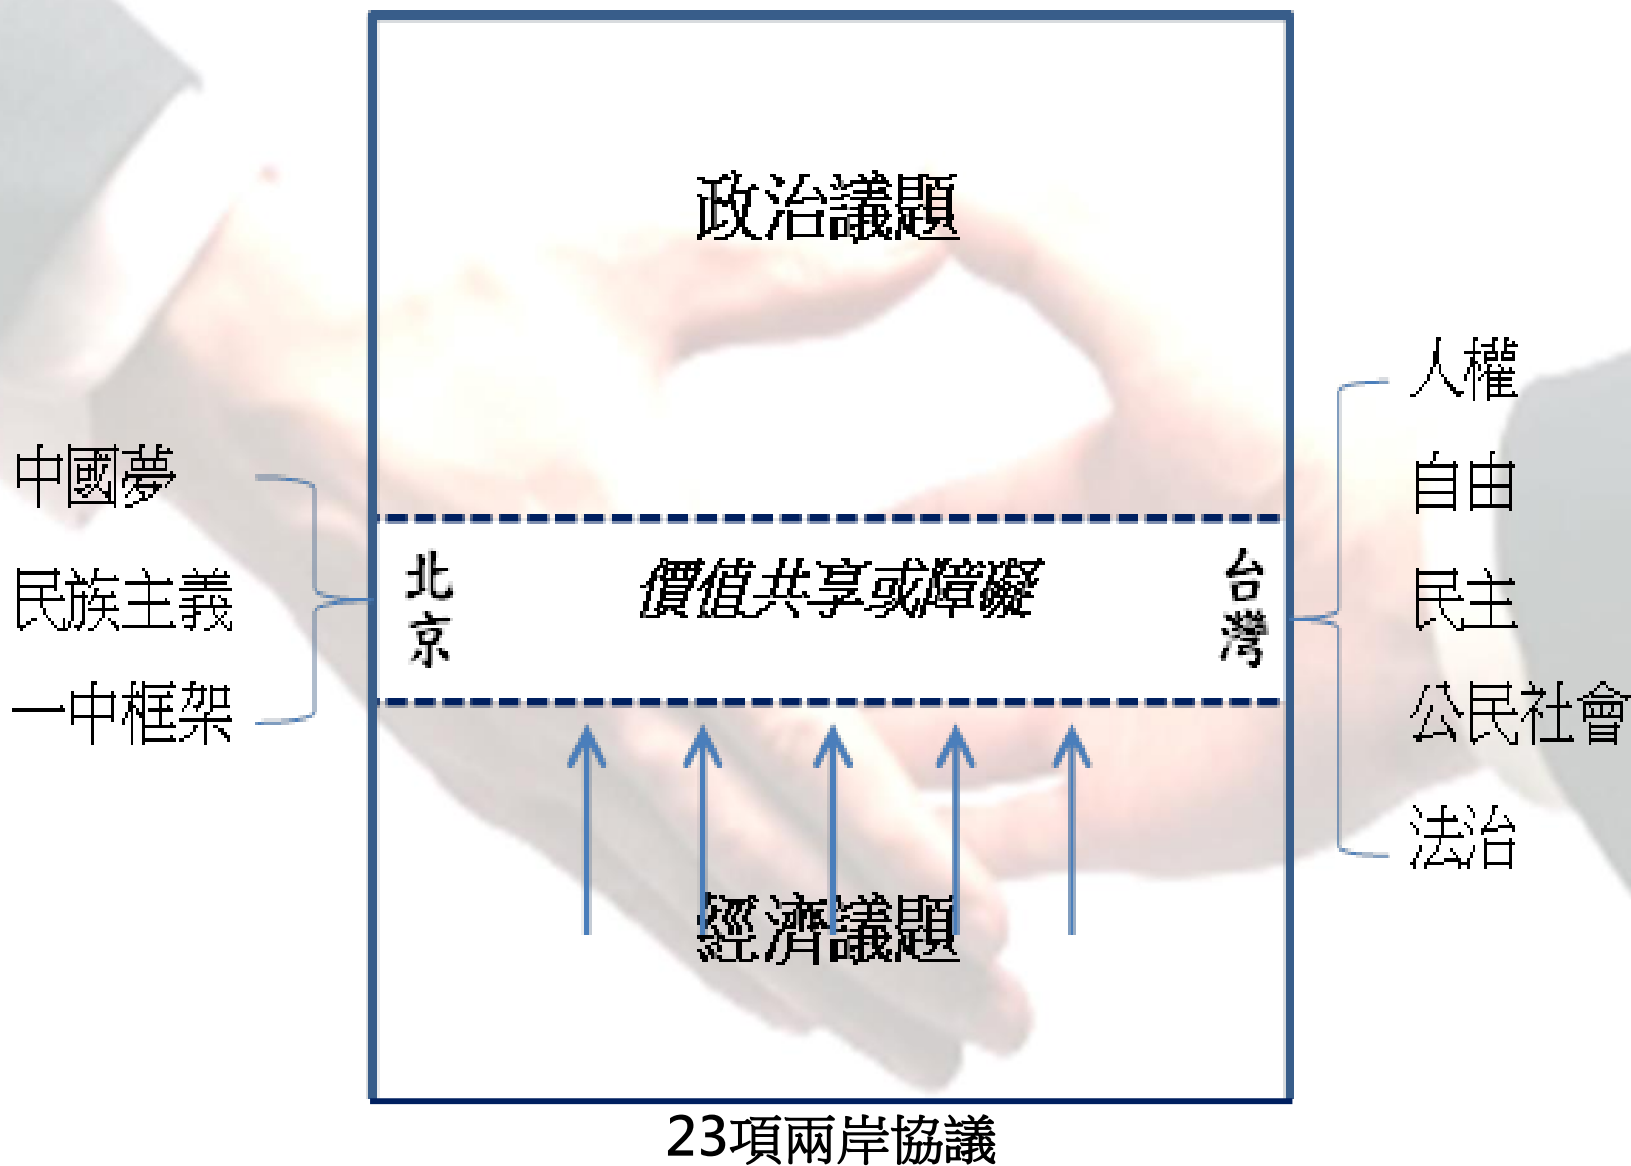 政治議題
中國夢
民族主義
一中框架
北京
價值共享或障礙
台灣
人權
自由
民主
公民社會
法治
經濟議題
23項兩岸協議